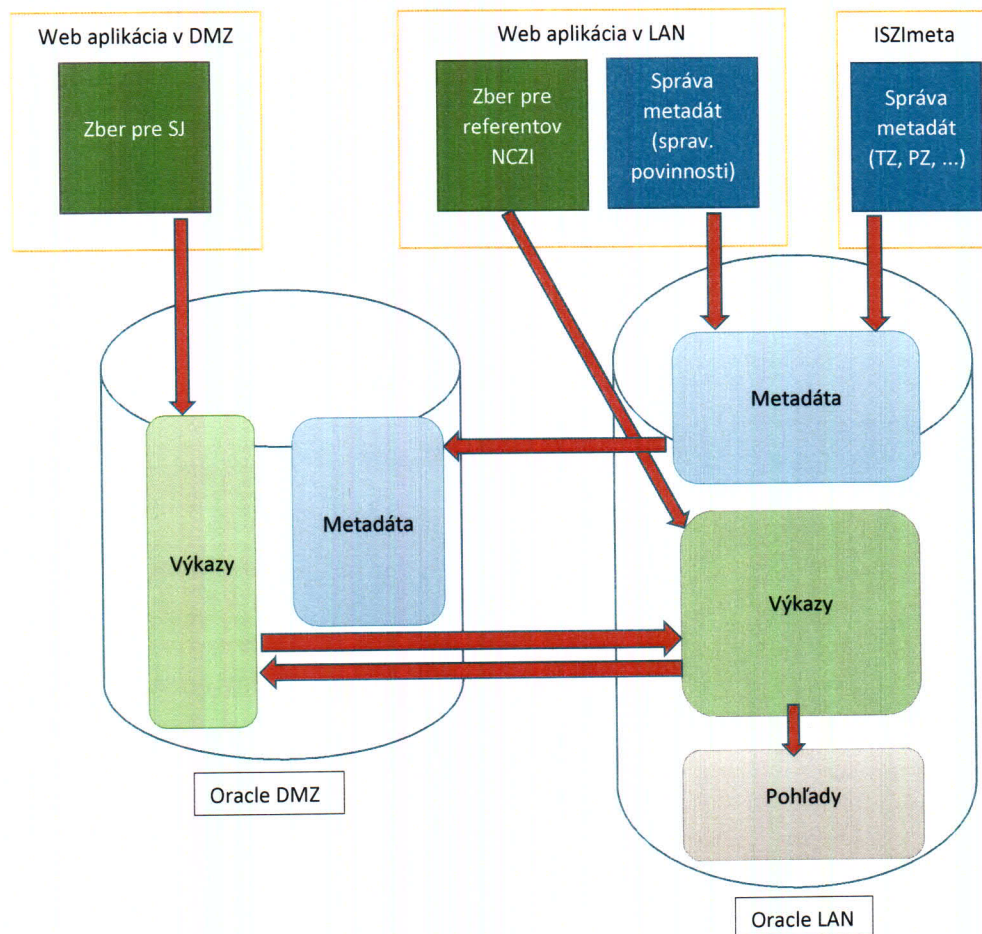 Web aplikácia v DMZ
Zber pre SJ
Web aplikácia v LAN
Zber pre
referentov
NCZI
Správa
metadát
(sprav.
povinnosti)
ISZImeta
Správa
metadát
(TZ, PZ, ...)
Výkazy
Metadáta
Oracle DMZ
Metadáta
Výkazy
Pohľady
Oracle LAN